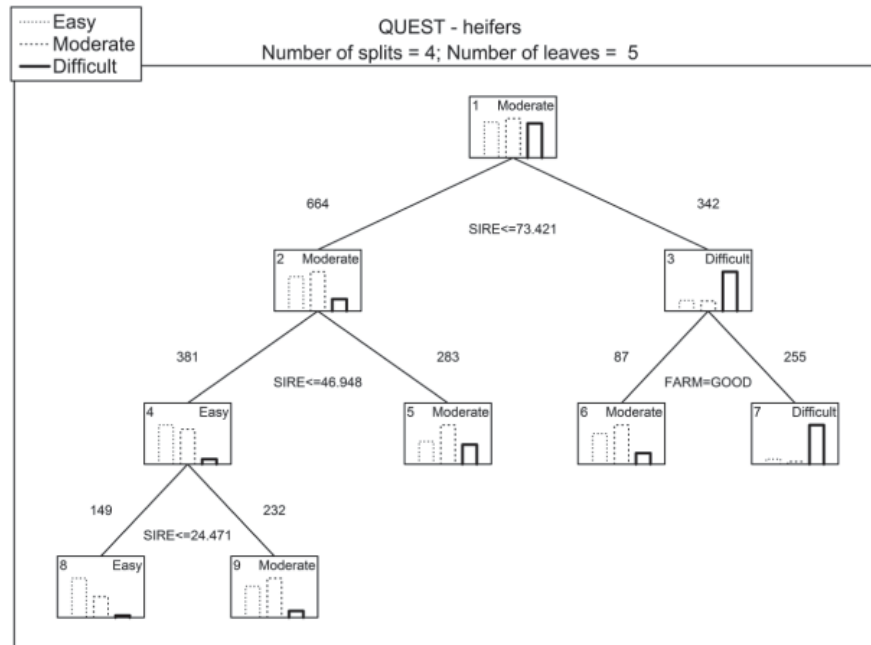 Easy
Moderate
Difficult
QUEST - heifers
Number of splits = 4; Number of leaves = 5
1 Moderate
664
342
SIRE<=73.421
2 Moderate
3 Difficult
381
283
87
255
SIRE<=46.948
FARM=GOOD
4 Easy
5 Moderate
6 Moderate
7 Difficult
149
232
SIRE<=24.471
8 Easy
9 Moderate